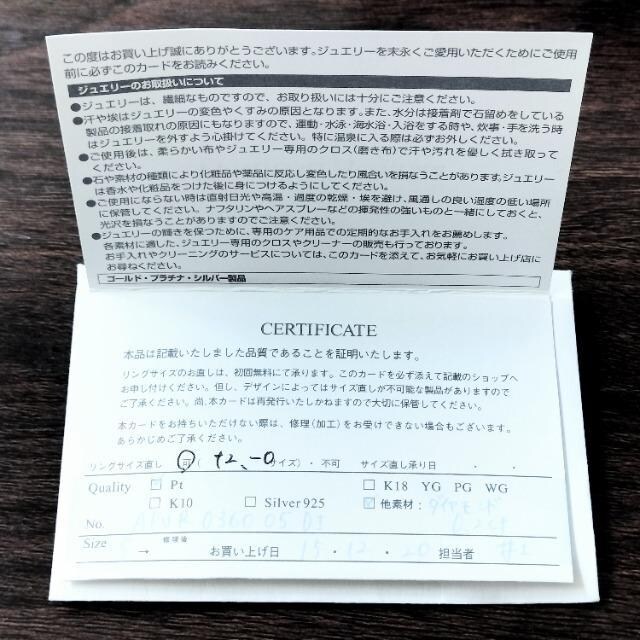 この度はお買い上げ誠にありがとうございます。ジュエリーを末永くご愛用いただくためにご使用
前に必ずこのカードをお読みください。
ジュエリーのお取扱いについて
●ジュエリーは、繊細なものですので、お取り扱いには十分にご注意ください。
●汗や埃はジュエリーの変色やくすみの原因となります。また、水分は接着剤で石留めをしている
製品の接着取れの原因にもなりますので、運動・水泳・海水浴・入浴をする時や、炊事・手を洗う時
はジュエリーを外すよう心掛けてください。特に温泉に入る際は必ずお外しください。
●ご使用後は、柔らかい布やジュエリー専用のクロス(磨き布)で汗や汚れを優しく拭き取って
ください。
●石や素材の種類により化粧品や薬品に反応し変色したり風合いを損なうことがあります。ジュエリー
は香水や化粧品をつけた後に身につけるようにしてください。
●ご使用にならない時は直射日光や高温・過度の乾燥・埃を避け、風通しの良い湿度の低い場所
に保管してください。ナフタリンやヘアスプレーなどの揮発性の強いものと一緒にしておくと、
光沢を損なうことがありますのでご注意ください。
●ジュエリーの輝きを保つために、専用のケア用品での定期的なお手入れをお薦めします。
各素材に適した、ジュエリー専用のクロスやクリーナーの販売も行っております。
お手入れやクリーニングのサービスについては、このカードを添えて、お気軽にお買い上げ店に
お尋ねください。
ゴールド・プラチナ・シルバー製品
CERTIFICATE
本品は記載いたしました品質であることを証明いたします。
リングサイズのお直しは、初回無料にて承ります。このカードを必ず添えて記載のショップへ
お申し付けください。但し、デザインによってはサイズ直しが不可能な製品がありますので
ご了承ください。尚、本カードは再発行いたしかねますので大切に保管してください。
本カードをお持ちいただけない際は、修理(加工)をお受けできない場合もございます。
あらかじめご了承ください。
リングサイズ直し 可( +2、-0 サイズ)・不可 サイズ直し承り日 ・ ・
Quality □ Pt □ K18 YG PG WG
□ K10 □ Silver925 □ 他素材: ダイヤモンド
No. 0.2ct
Size → 修理後 お買い上げ日 15・12・20 担当者 #1